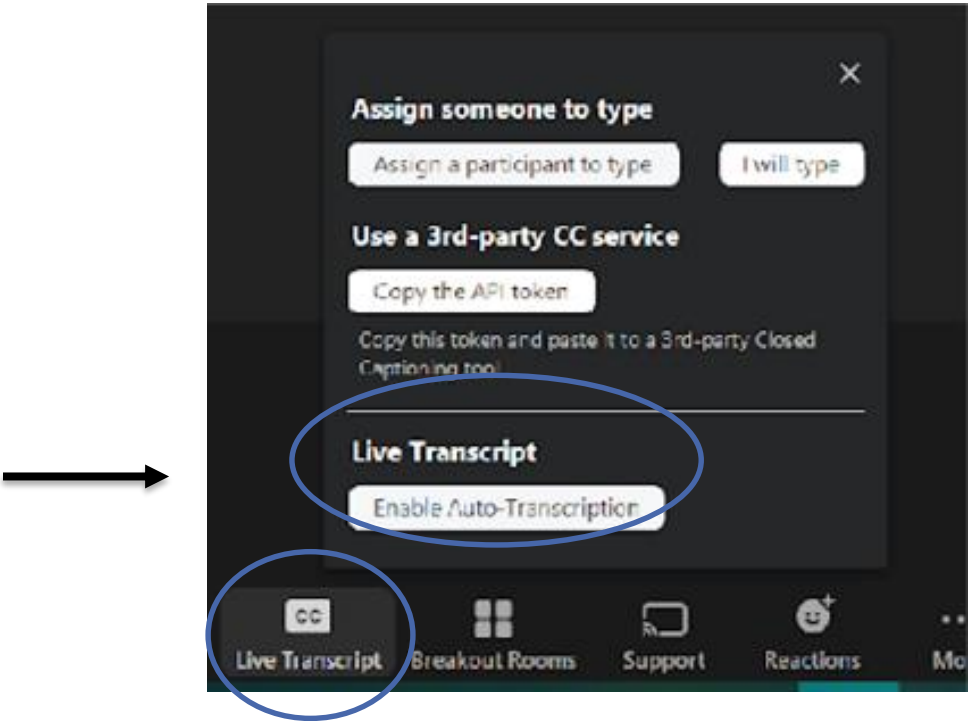 Assign someone to type
Assign a participant to type I will type
Use a 3rd-party CC service
Copy the API token
Copy this token and paste it to a 3rd-party Closed
Captioning tool
Live Transcript
Enable Auto-Transcription
CC
Live Transcript Breakout Rooms Support Reactions Mo